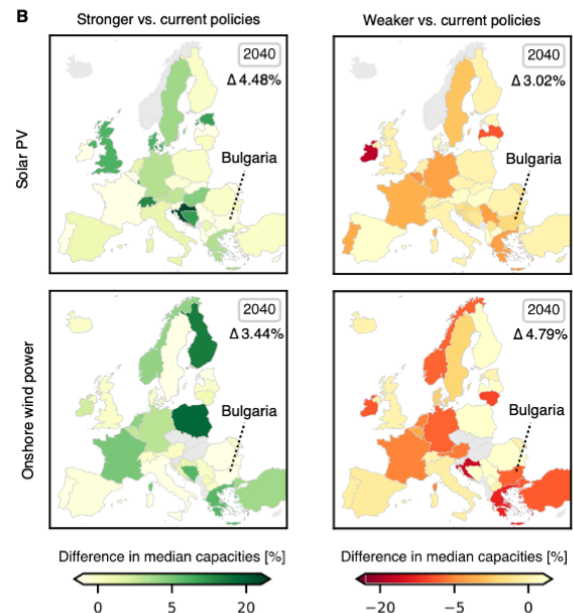 B
Stronger vs. current policies
Weaker vs. current policies
Solar PV
2040
Δ 4.48%
Bulgaria
2040
Δ 3.02%
Bulgaria
Onshore wind power
2040
Δ 3.44%
Bulgaria
2040
Δ 4.79%
Bulgaria
Difference in median capacities [%]
0 5 20
Difference in median capacities [%]
−20 −5 0